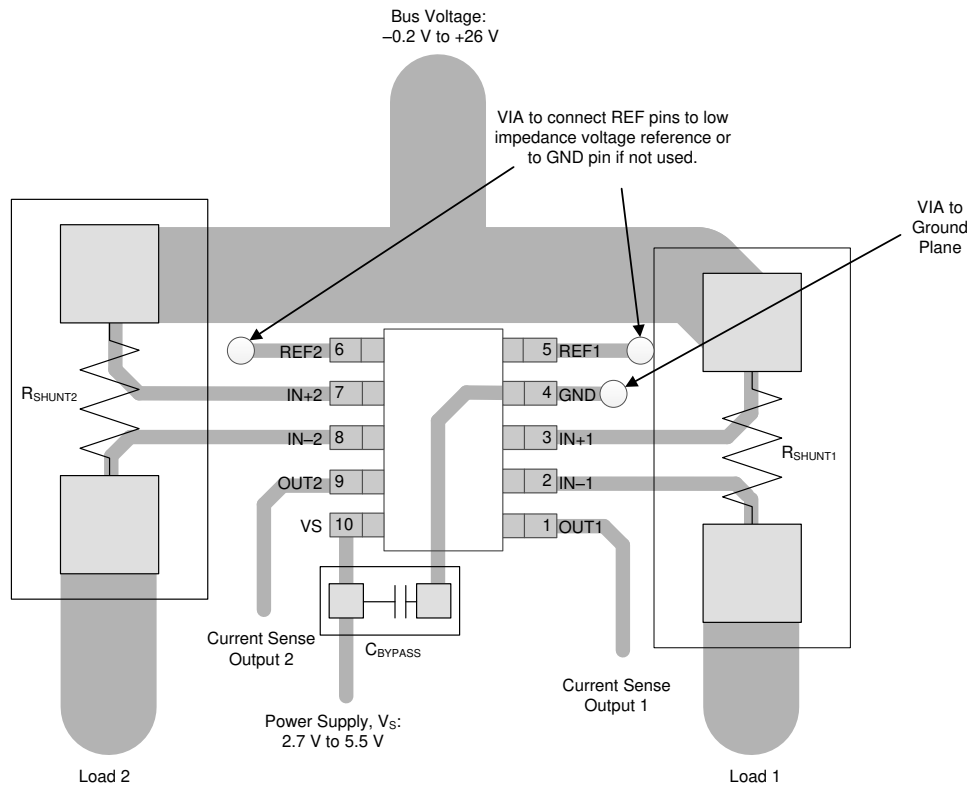 Bus Voltage:
–0.2 V to +26 V
VIA to connect REF pins to low
impedance voltage reference or
to GND pin if not used.
VIA to
Ground
Plane
REF2 6
5 REF1
RSHUNT2
IN+2 7
4 GND
IN–2 8
3 IN+1
RSHUNT1
OUT2 9
2 IN–1
VS 10
1 OUT1
Current Sense
Output 2
CBYPASS
Current Sense
Output 1
Power Supply, VS:
2.7 V to 5.5 V
Load 2
Load 1